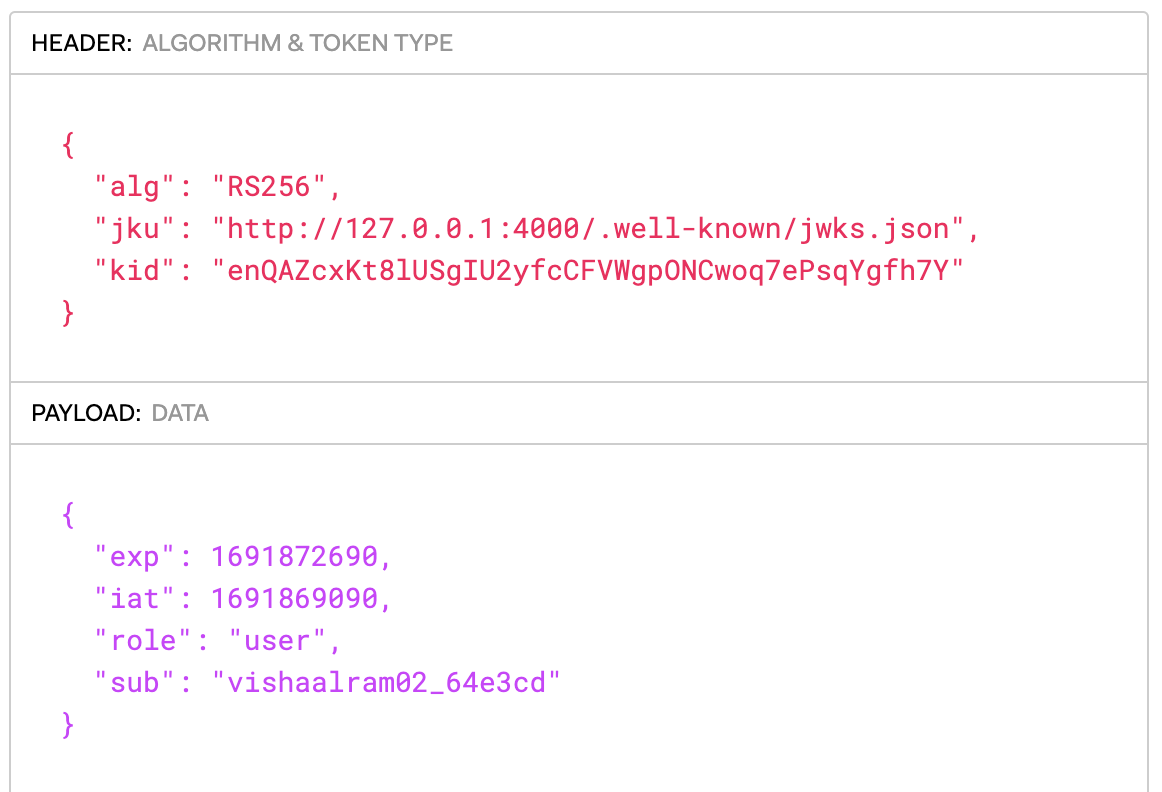 HEADER: ALGORITHM & TOKEN TYPE
{
"alg": "RS256",
"jku": "http://127.0.0.1:4000/.well-known/jwks.json",
"kid": "enQAZcxKt8lUSgIU2yfcCFVWgpONCwoq7ePsqYgfh7Y"
}
PAYLOAD: DATA
{
"exp": 1691872690,
"iat": 1691869090,
"role": "user",
"sub": "vishaalram02_64e3cd"
}